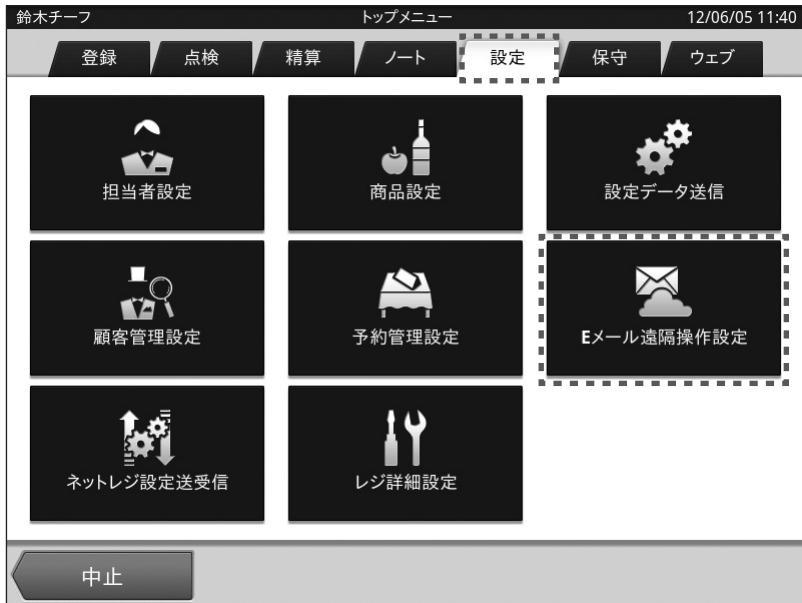 鈴木チーフ トップメニュー 12/06/05 11:40
登録 点検 精算 ノート 設定 保守 ウェブ
担当者設定 商品設定 設定データ送信
顧客管理設定 予約管理設定 Eメール遠隔操作設定
ネットレジ設定送受信 レジ詳細設定
中止